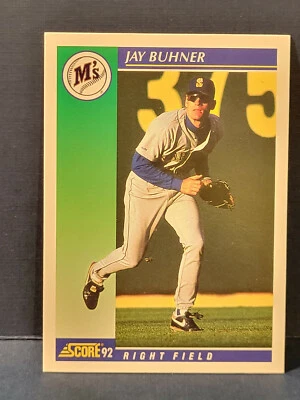 M's
JAY BUHNER
375
S
SCORE 92
RIGHT FIELD